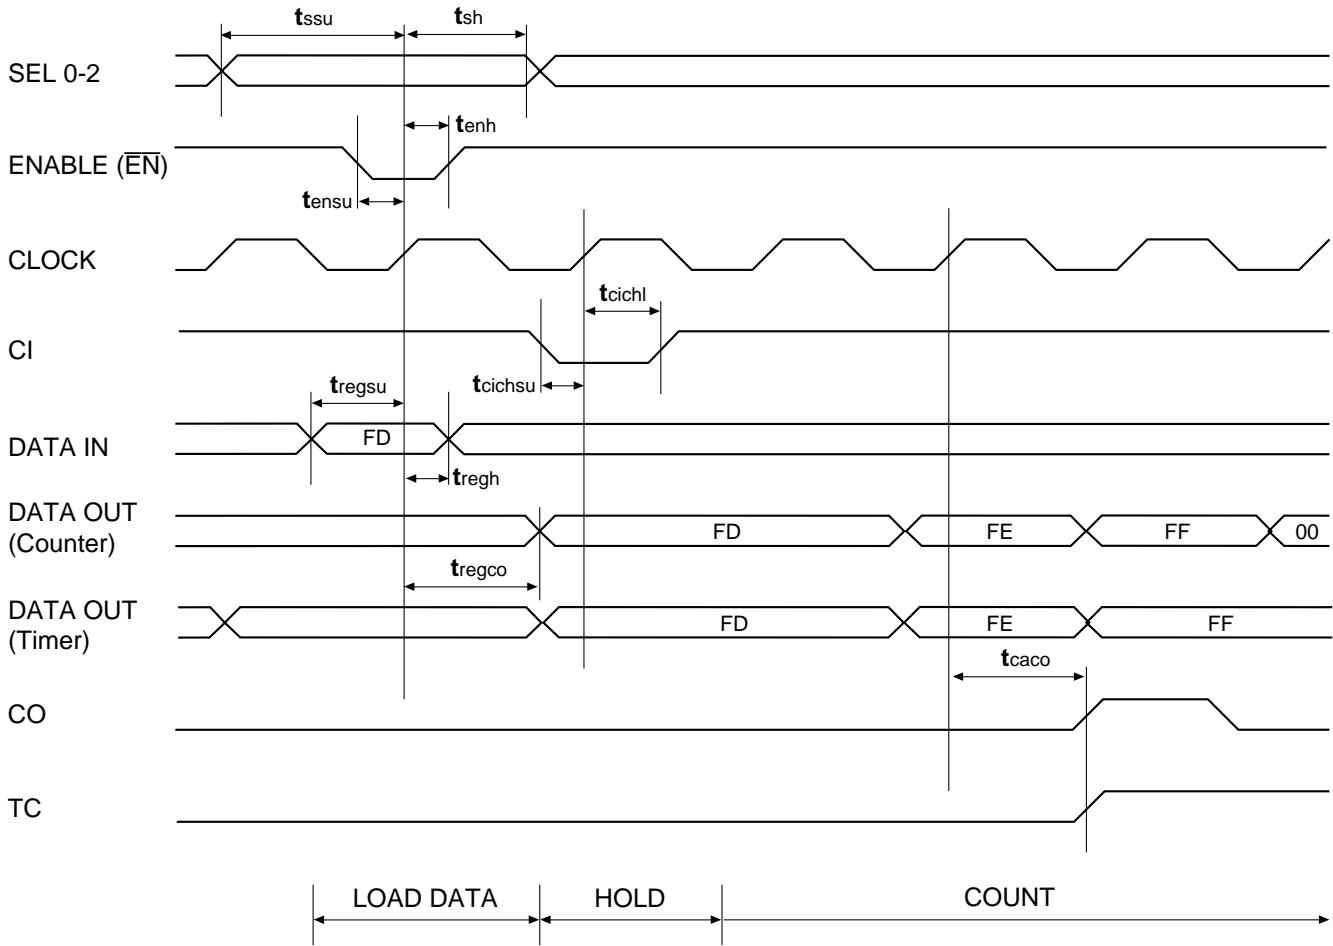 tssu tsh
SEL 0-2
tenh
ENABLE (E̅N̅)
tensu
CLOCK
tcichl
CI
tregsu tcichsu
DATA IN FD
tregh
DATA OUT
(Counter) FD FE FF 00
tregco
DATA OUT
(Timer) FD FE FF
tcaco
CO
TC
LOAD DATA HOLD COUNT